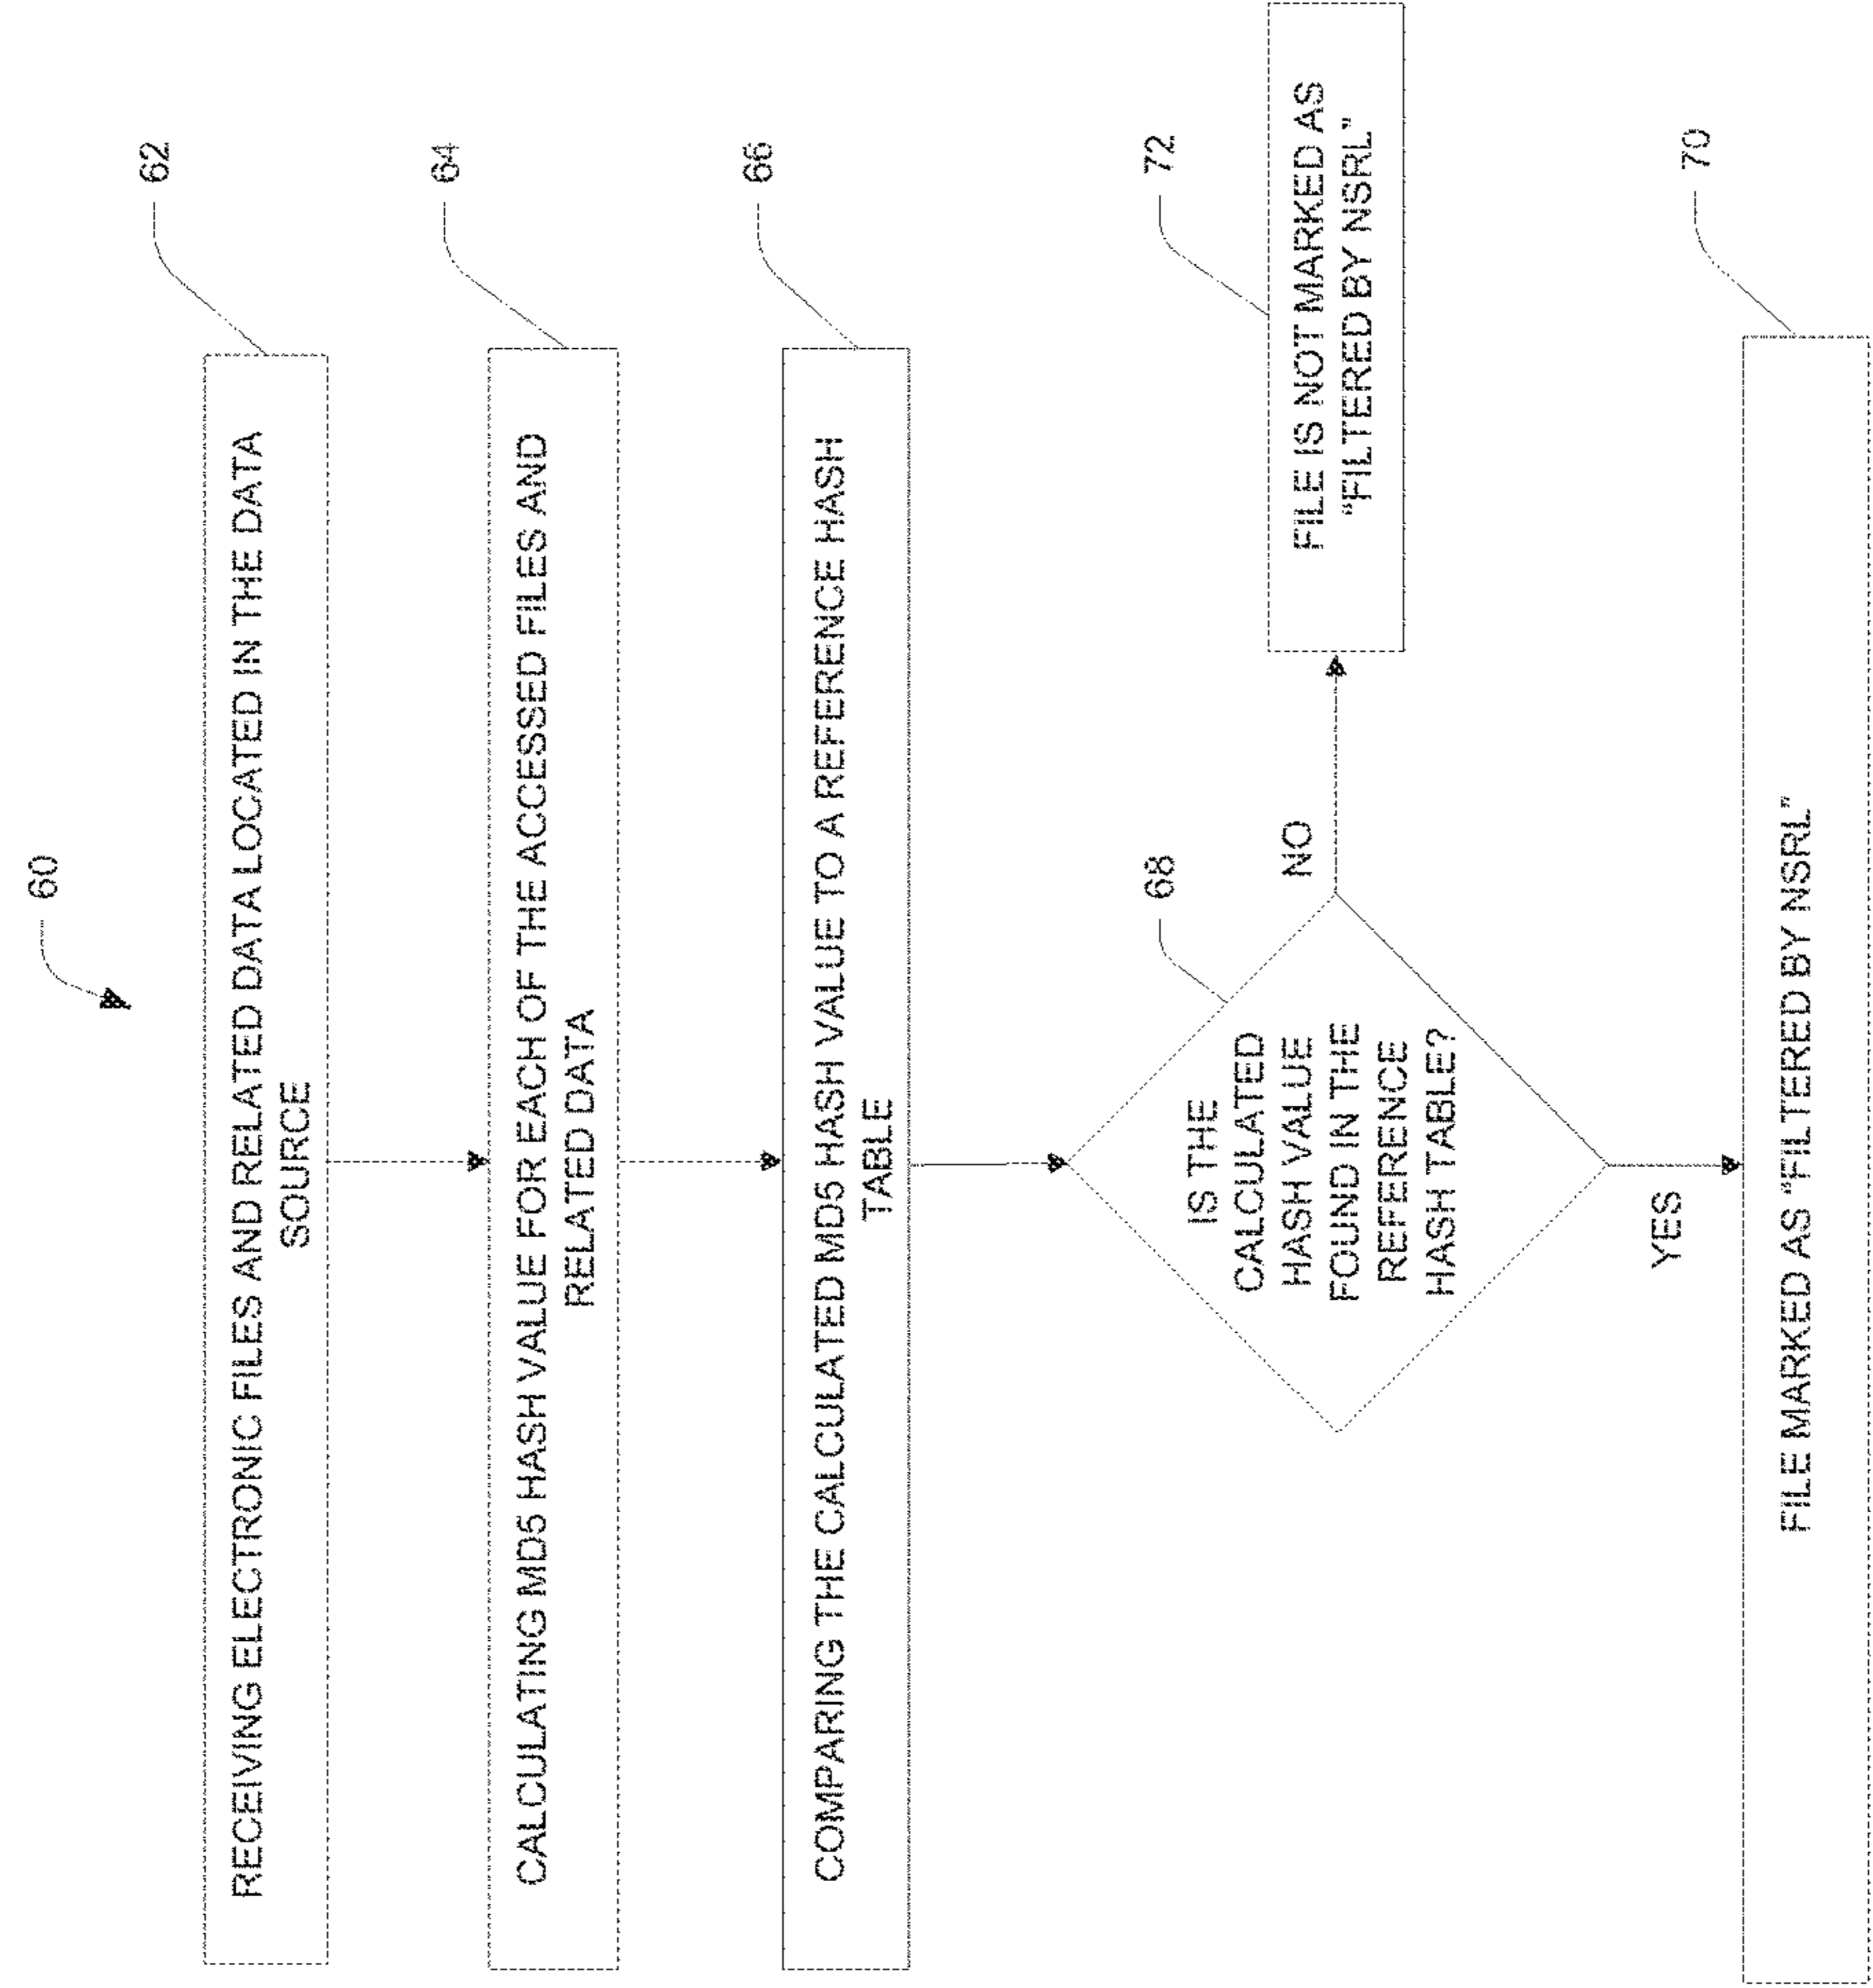 60
62
RECEIVING ELECTRONIC FILES AND RELATED DATA LOCATED IN THE DATA
SOURCE
64
CALCULATING MD5 HASH VALUE FOR EACH OF THE ACCESSED FILES AND
RELATED DATA
66
COMPARING THE CALCULATED MD5 HASH VALUE TO A REFERENCE HASH
TABLE
68
IS THE
CALCULATED
HASH VALUE
FOUND IN THE
REFERENCE
HASH TABLE?
NO
72
FILE IS NOT MARKED AS
"FILTERED BY NSRL"
YES
70
FILE MARKED AS "FILTERED BY NSRL"